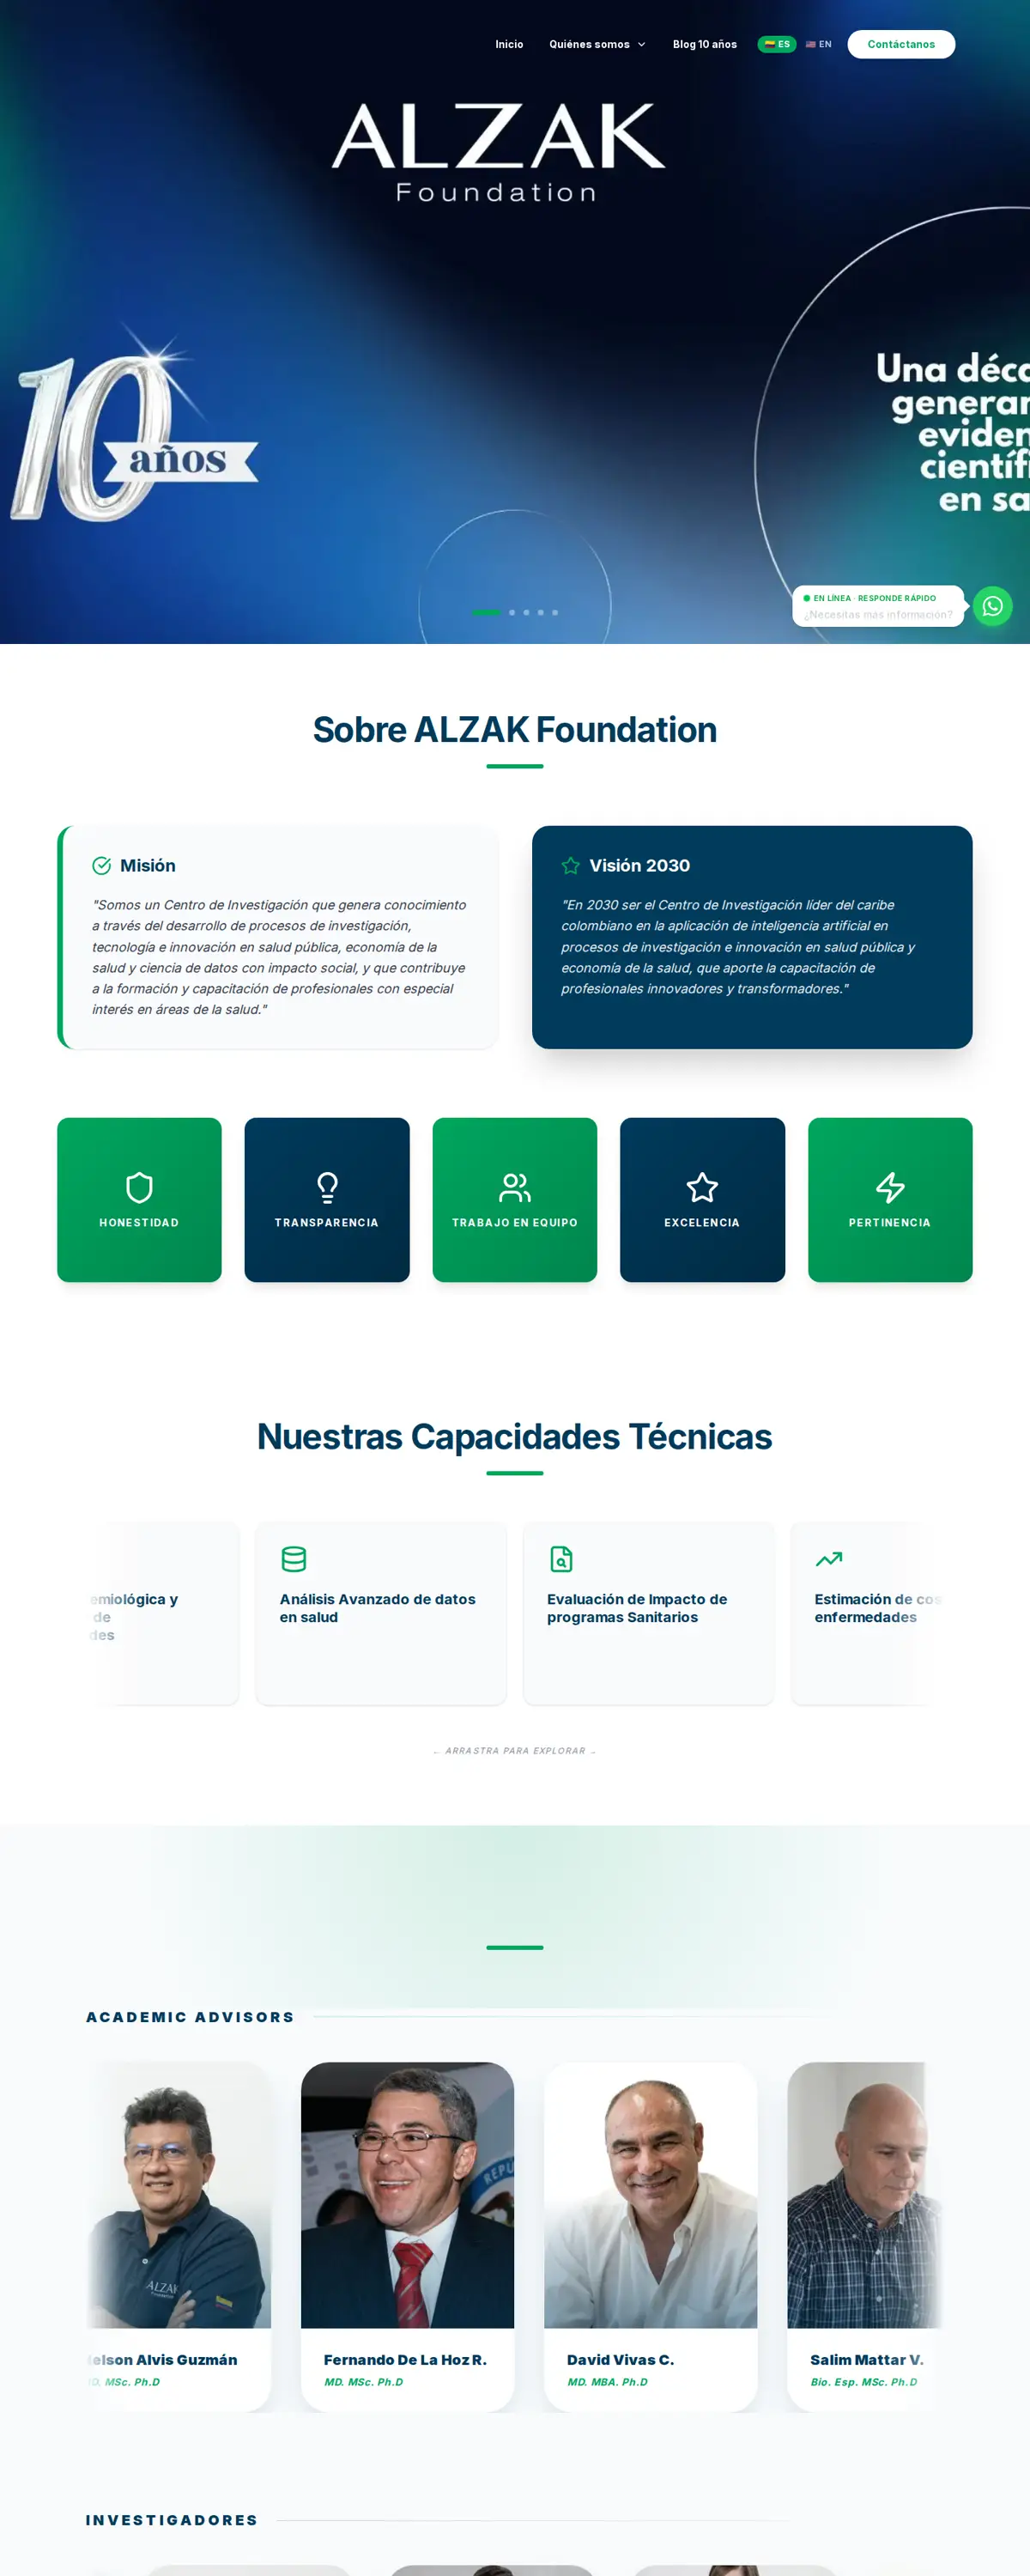 Inicio
Quiénes somos
Blog 10 años
ES
EN
Contáctanos
ALZAK
Foundation
10
años
Una déc
genera
eviden
científi
en sa
EN LÍNEA · RESPONDE RÁPIDO
¿Necesitas más información?
Sobre ALZAK Foundation
Misión
"Somos un Centro de Investigación que genera conocimiento
a través del desarrollo de procesos de investigación,
tecnología e innovación en salud pública, economía de la
salud y ciencia de datos con impacto social, y que contribuye
a la formación y capacitación de profesionales con especial
interés en áreas de la salud."
Visión 2030
"En 2030 ser el Centro de Investigación líder del caribe
colombiano en la aplicación de inteligencia artificial en
procesos de investigación e innovación en salud pública y
economía de la salud, que aporte la capacitación de
profesionales innovadores y transformadores."
HONESTIDAD
TRANSPARENCIA
TRABAJO EN EQUIPO
EXCELENCIA
PERTINENCIA
Nuestras Capacidades Técnicas
emiológica y
de
des
Análisis Avanzado de datos
en salud
Evaluación de Impacto de
programas Sanitarios
Estimación de cos
enfermedades
← ARRASTRA PARA EXPLORAR →
ACADEMIC ADVISORS
ALZAK
REPÚ
Nelson Alvis Guzmán
MD. MSc. Ph.D
Fernando De La Hoz R.
MD. MSc. Ph.D
David Vivas C.
MD. MBA. Ph.D
Salim Mattar V.
Bio. Esp. MSc. Ph.D
INVESTIGADORES